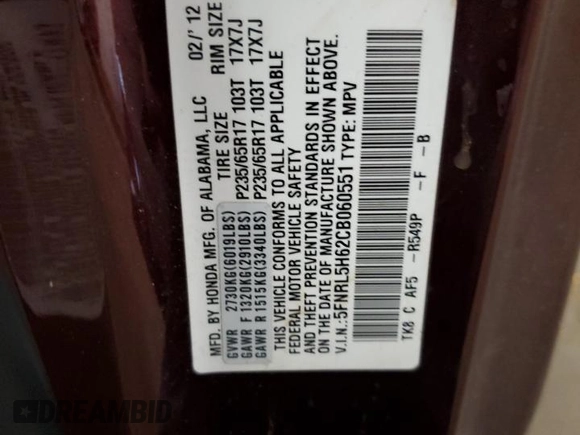 MFD. BY HONDA MFG. OF ALABAMA, LLC 02/' 12
TIRE SIZE RIM SIZE
GVWR 2730KG(6019LBS)
GAWR F 1320KG(2910LBS) P235/65R17 103T 17X7J
GAWR R 1515KG(3340LBS) P235/65R17 103T 17X7J
THIS VEHICLE CONFORMS TO ALL APPLICABLE
FEDERAL MOTOR VEHICLE SAFETY
AND THEFT PREVENTION STANDARDS IN EFFECT
ON THE DATE OF MANUFACTURE SHOWN ABOVE.
V.I.N.:5FNRL5H62CB060551 TYPE: MPV
TK8 C AF5 -R549P -F -B
DREAMBID